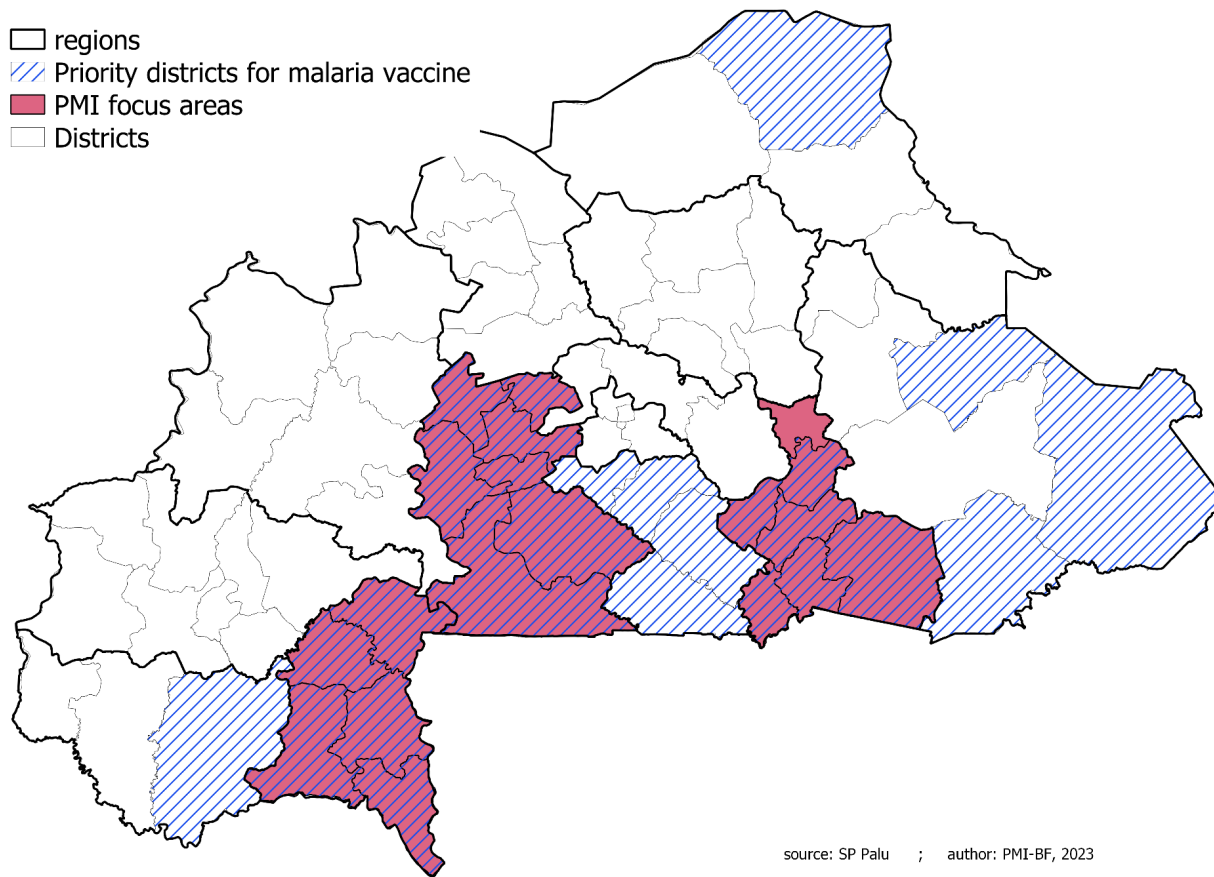 regions
Priority districts for malaria vaccine
PMI focus areas
Districts
source: SP Palu ; author: PMI-BF, 2023